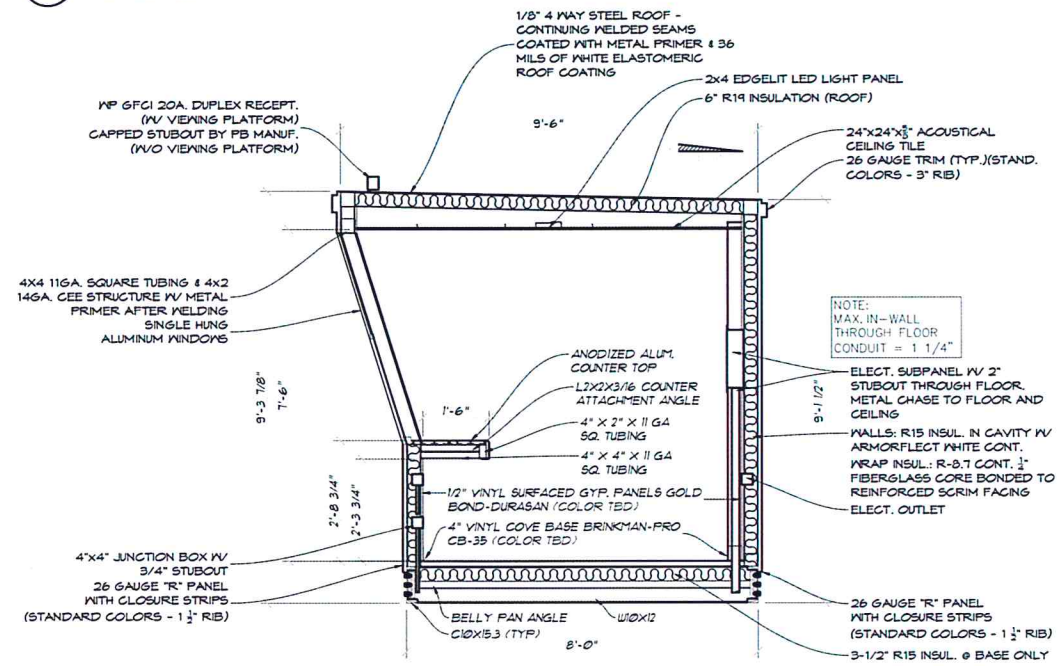 1/8" 4 WAY STEEL ROOF -
CONTINUING WELDED SEAMS
COATED WITH METAL PRIMER & 36
MILS OF WHITE ELASTOMERIC
ROOF COATING
2x4 EDGELIT LED LIGHT PANEL
6" R19 INSULATION (ROOF)
WP GFCI 20A. DUPLEX RECEPT.
(W/ VIEWING PLATFORM)
CAPPED STUBOUT BY PB MANUF.
(W/O VIEWING PLATFORM)
9'-6"
24"x24"x5/8" ACOUSTICAL
CEILING TILE
26 GAUGE TRIM (TYP.)(STAND.
COLORS - 3" RIB)
4X4 11GA. SQUARE TUBING & 4x2
14GA. CEE STRUCTURE W/ METAL
PRIMER AFTER WELDING
SINGLE HUNG
ALUMINUM WINDOWS
NOTE:
MAX. IN-WALL
THROUGH FLOOR
CONDUIT = 1 1/4"
9'-3 7/8"
7'-6"
1'-6"
ANODIZED ALUM.
COUNTER TOP
L2X2X3/16 COUNTER
ATTACHMENT ANGLE
4" X 2" X 11 GA
SQ. TUBING
4" X 4" X 11 GA
SQ. TUBING
9'-1 1/2"
ELECT. SUBPANEL W/ 2"
STUBOUT THROUGH FLOOR.
METAL CHASE TO FLOOR AND
CEILING
WALLS: R15 INSUL. IN CAVITY W/
ARMORFLECT WHITE CONT.
WRAP INSUL.: R-8.7 CONT. 1/2"
FIBERGLASS CORE BONDED TO
REINFORCED SCRIM FACING
ELECT. OUTLET
2'-8 3/4"
2'-3 3/4"
1/2" VINYL SURFACED GYP. PANELS GOLD
BOND-DURASAN (COLOR TBD)
4" VINYL COVE BASE BRINKMAN-PRO
CB-35 (COLOR TBD)
4"x4" JUNCTION BOX W/
3/4" STUBOUT
26 GAUGE "R" PANEL
WITH CLOSURE STRIPS
(STANDARD COLORS - 1 1/2" RIB)
BELLY PAN ANGLE
C10X15.3 (TYP)
W10X12
8'-0"
26 GAUGE "R" PANEL
WITH CLOSURE STRIPS
(STANDARD COLORS - 1 1/2" RIB)
3-1/2" R15 INSUL. @ BASE ONLY